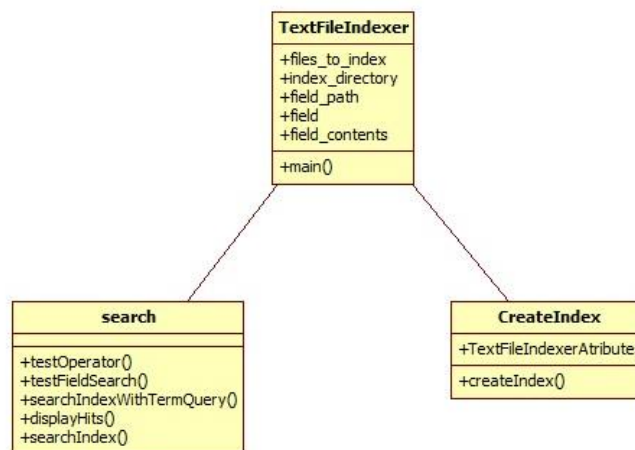 TextFileIndexer
+files_to_index
+index_directory
+field_path
+field
+field_contents
+main()
search
+testOperator()
+testFieldSearch()
+searchIndexWithTermQuery()
+displayHits()
+searchIndex()
CreateIndex
+TextFileIndexerAtribute
+createIndex()